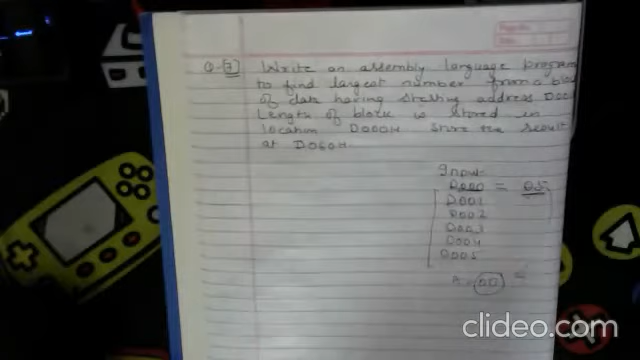 Q-[7] Write an assembly language program
to find largest number from a block
of data having starting address D001
Length of block is stored in
location D000H Store the result
at D060H
Input
D000 = 05
D001
D002
D003
D004
D005
clideo.com